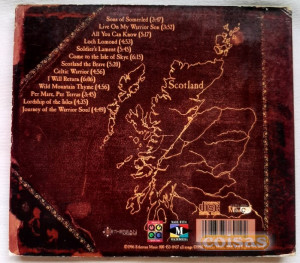 Sons of Somerled (3:47)
Live On My Warrior Son (3:52)
All You Can Know (5:17)
Loch Lomond (4:53)
Soldier's Lament (3:45)
Come to the Isle of Skye (6:15)
Scotland the Brave (3:20)
Celtic Warrior (4:56)
I Will Return (6:06)
Wild Mountain Thyme (4:56)
Per Mare, Per Terras (3:45)
Lordship of the Isles (4:25)
Journey of the Warrior Soul (4:49)
Scotland
coisas